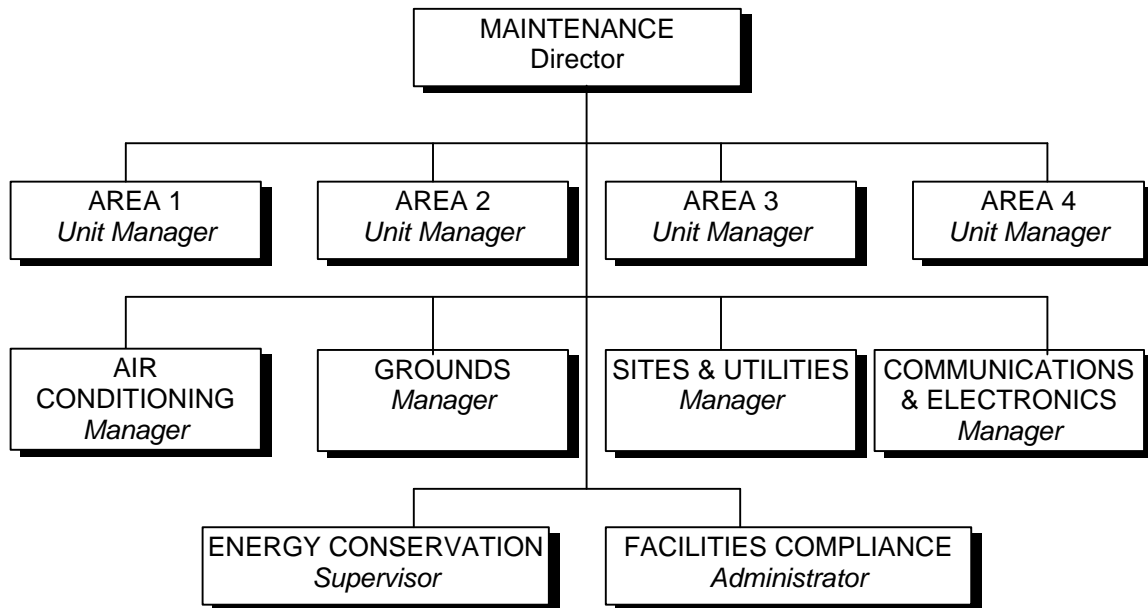 MAINTENANCE
Director
AREA 1
Unit Manager
AREA 2
Unit Manager
AREA 3
Unit Manager
AREA 4
Unit Manager
AIR
CONDITIONING
Manager
GROUNDS
Manager
SITES & UTILITIES
Manager
COMMUNICATIONS
& ELECTRONICS
Manager
ENERGY CONSERVATION
Supervisor
FACILITIES COMPLIANCE
Administrator